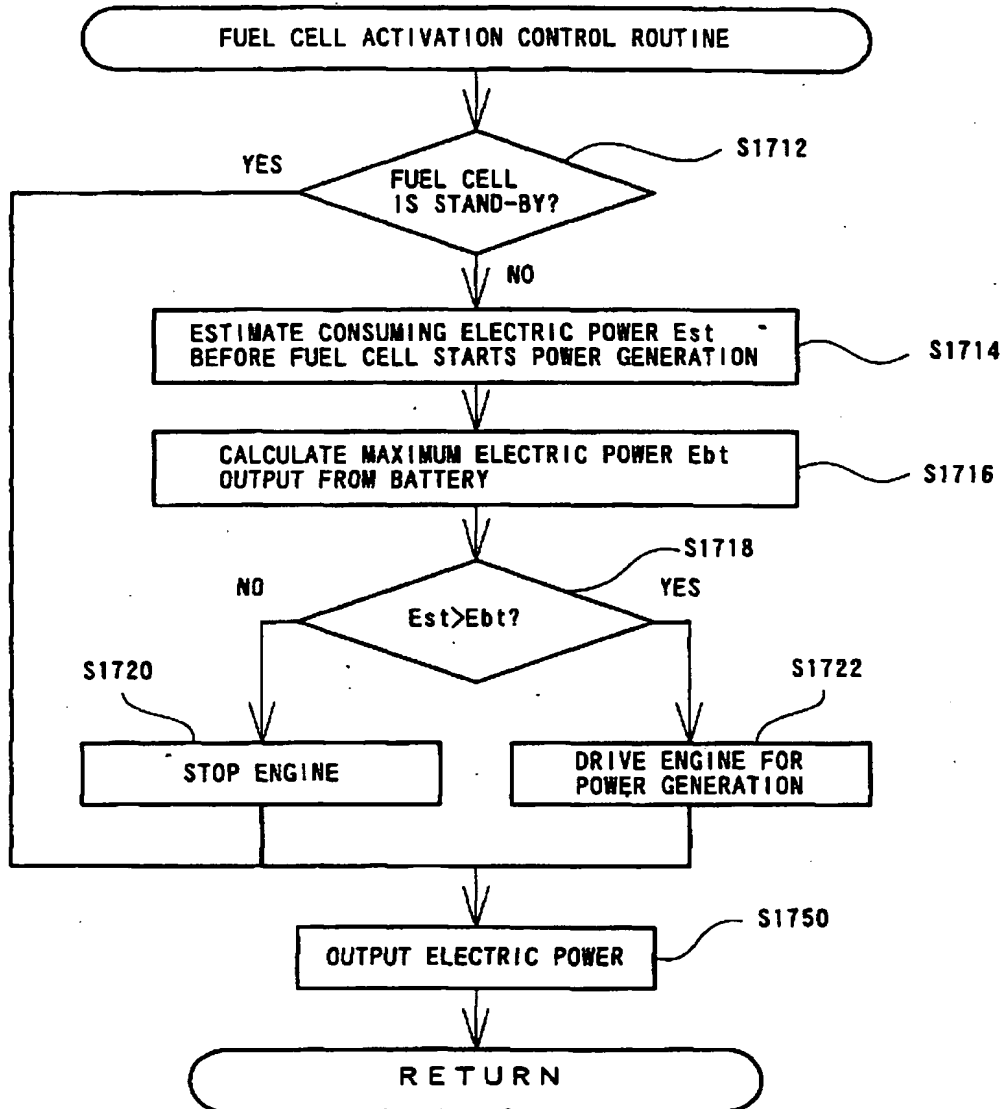 FUEL CELL ACTIVATION CONTROL ROUTINE
S1712
YES
FUEL CELL
IS STAND-BY?
NO
ESTIMATE CONSUMING ELECTRIC POWER Est
BEFORE FUEL CELL STARTS POWER GENERATION
S1714
CALCULATE MAXIMUM ELECTRIC POWER Ebt
OUTPUT FROM BATTERY
S1716
S1718
NO
YES
Est>Ebt?
S1720
S1722
STOP ENGINE
DRIVE ENGINE FOR
POWER GENERATION
S1750
OUTPUT ELECTRIC POWER
RETURN